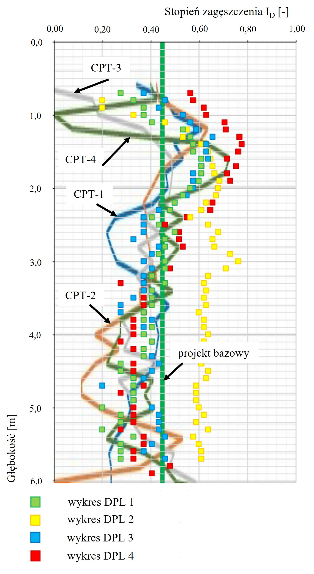 Stopień zagęszczenia I_D [-]
0,00 0,20 0,40 0,60 0,80 1,00
0,0
CPT-3
1,0
CPT-4
2,0
CPT-1
3,0
CPT-2
4,0
projekt bazowy
5,0
6,0
Głębokość [m]
wykres DPL 1
wykres DPL 2
wykres DPL 3
wykres DPL 4